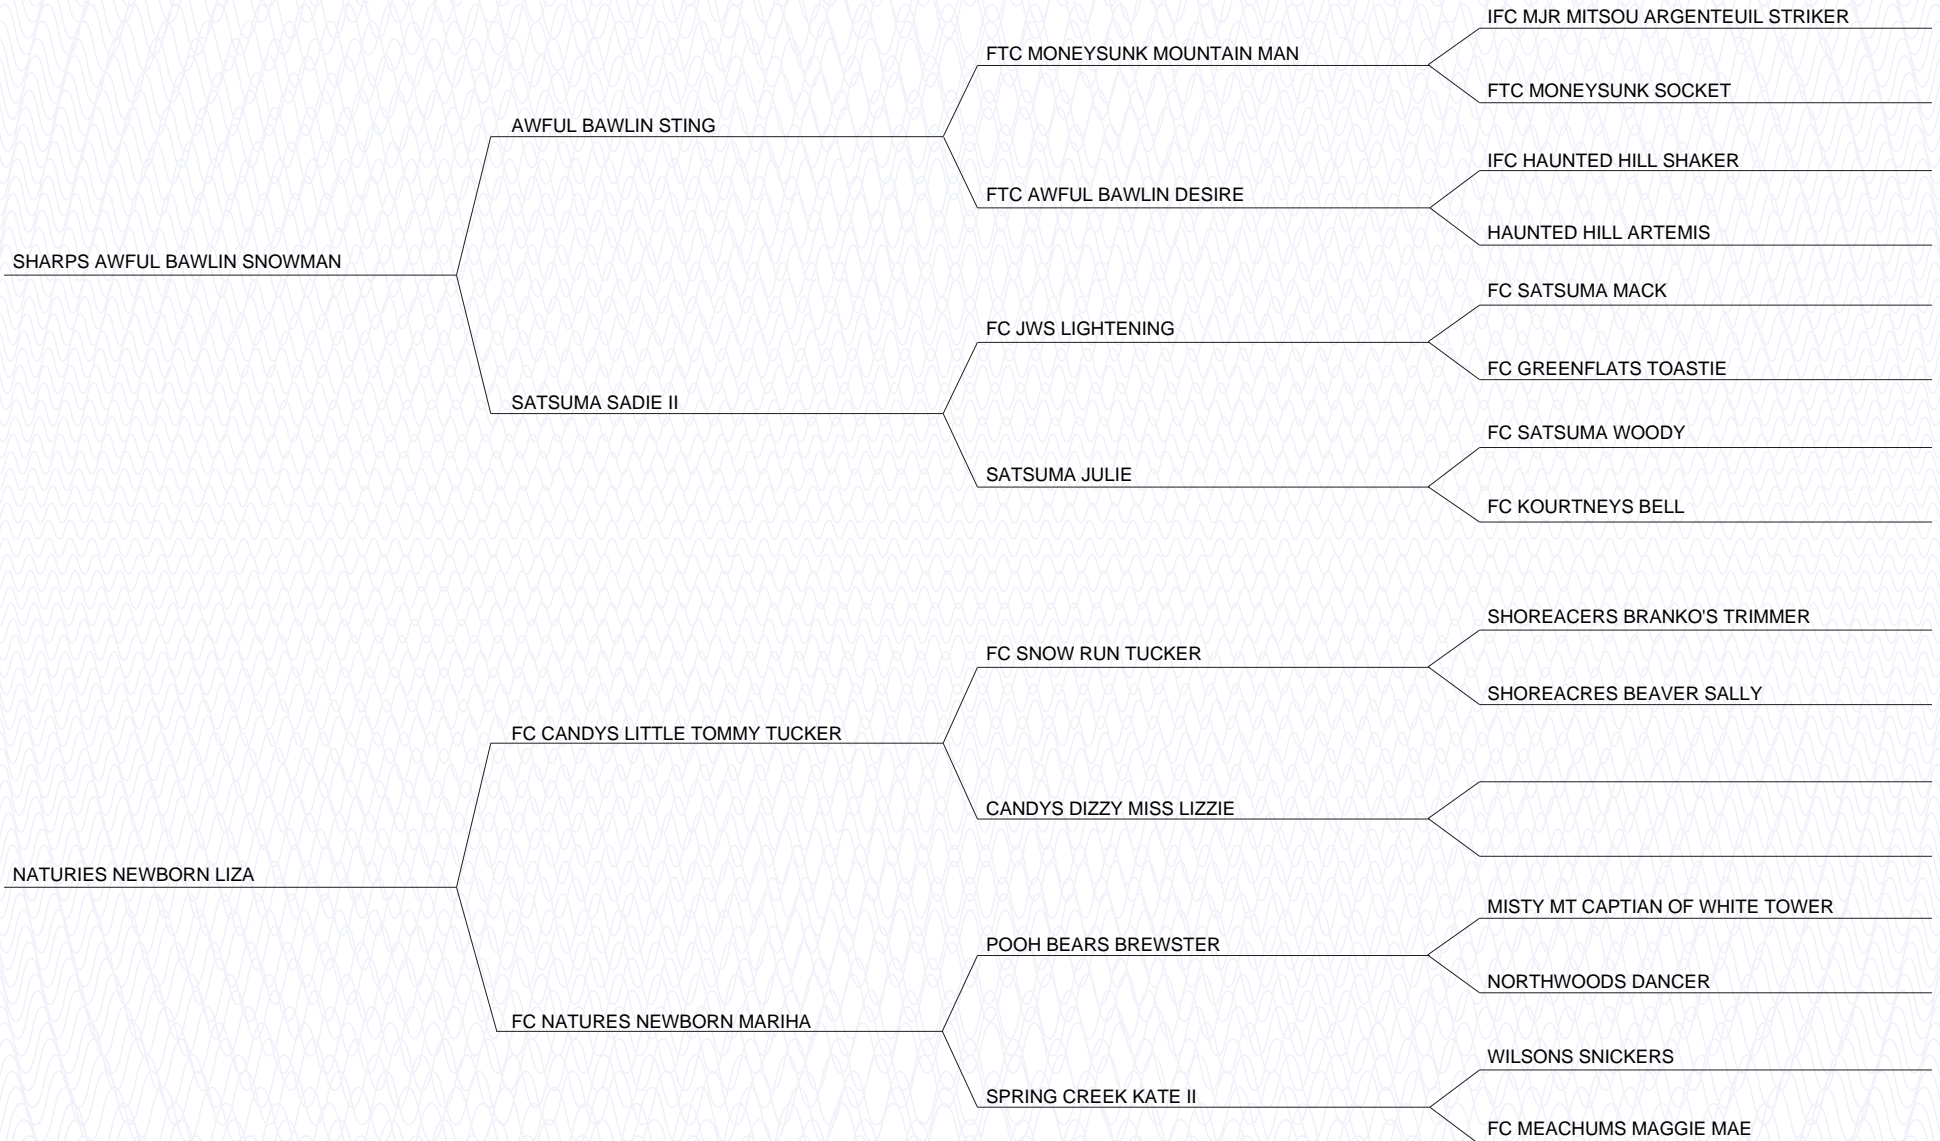 IFC MJR MITSOU ARGENTEUIL STRIKER
FTC MONEYSUNK MOUNTAIN MAN
FTC MONEYSUNK SOCKET
AWFUL BAWLIN STING
IFC HAUNTED HILL SHAKER
FTC AWFUL BAWLIN DESIRE
HAUNTED HILL ARTEMIS
SHARPS AWFUL BAWLIN SNOWMAN
FC SATSUMA MACK
FC JWS LIGHTENING
FC GREENFLATS TOASTIE
SATSUMA SADIE II
FC SATSUMA WOODY
SATSUMA JULIE
FC KOURTNEYS BELL
SHOREACERS BRANKO'S TRIMMER
FC SNOW RUN TUCKER
SHOREACRES BEAVER SALLY
FC CANDYS LITTLE TOMMY TUCKER
CANDYS DIZZY MISS LIZZIE
NATURIES NEWBORN LIZA
MISTY MT CAPTIAN OF WHITE TOWER
POOH BEARS BREWSTER
NORTHWOODS DANCER
FC NATURES NEWBORN MARIHA
WILSONS SNICKERS
SPRING CREEK KATE II
FC MEACHUMS MAGGIE MAE